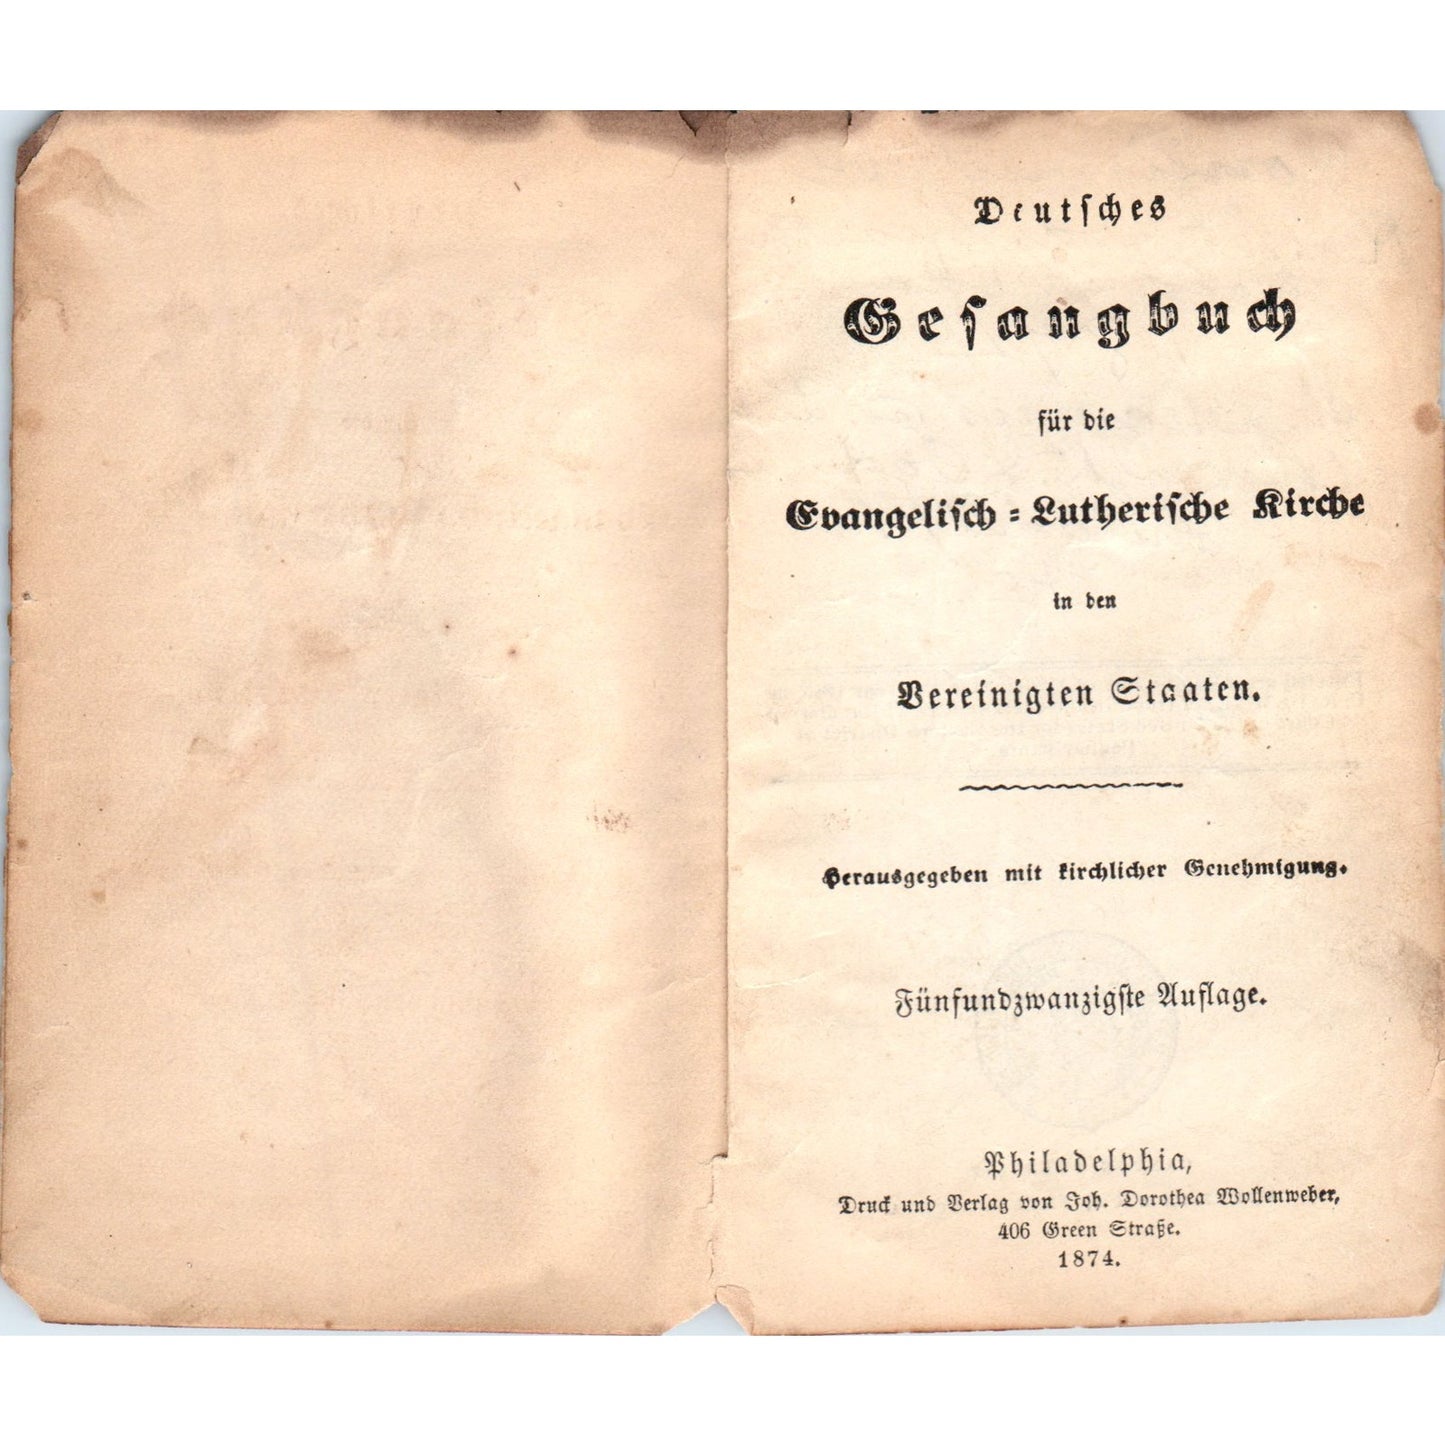 Deutsches
Gesangbuch
für die
Evangelisch-Lutherische Kirche
in den
Vereinigten Staaten.
Herausgegeben mit kirchlicher Genehmigung.
Fünfundzwanzigste Auflage.
Philadelphia,
Druck und Verlag von Joh. Dorothea Wollenweber,
406 Green Straße.
1874.